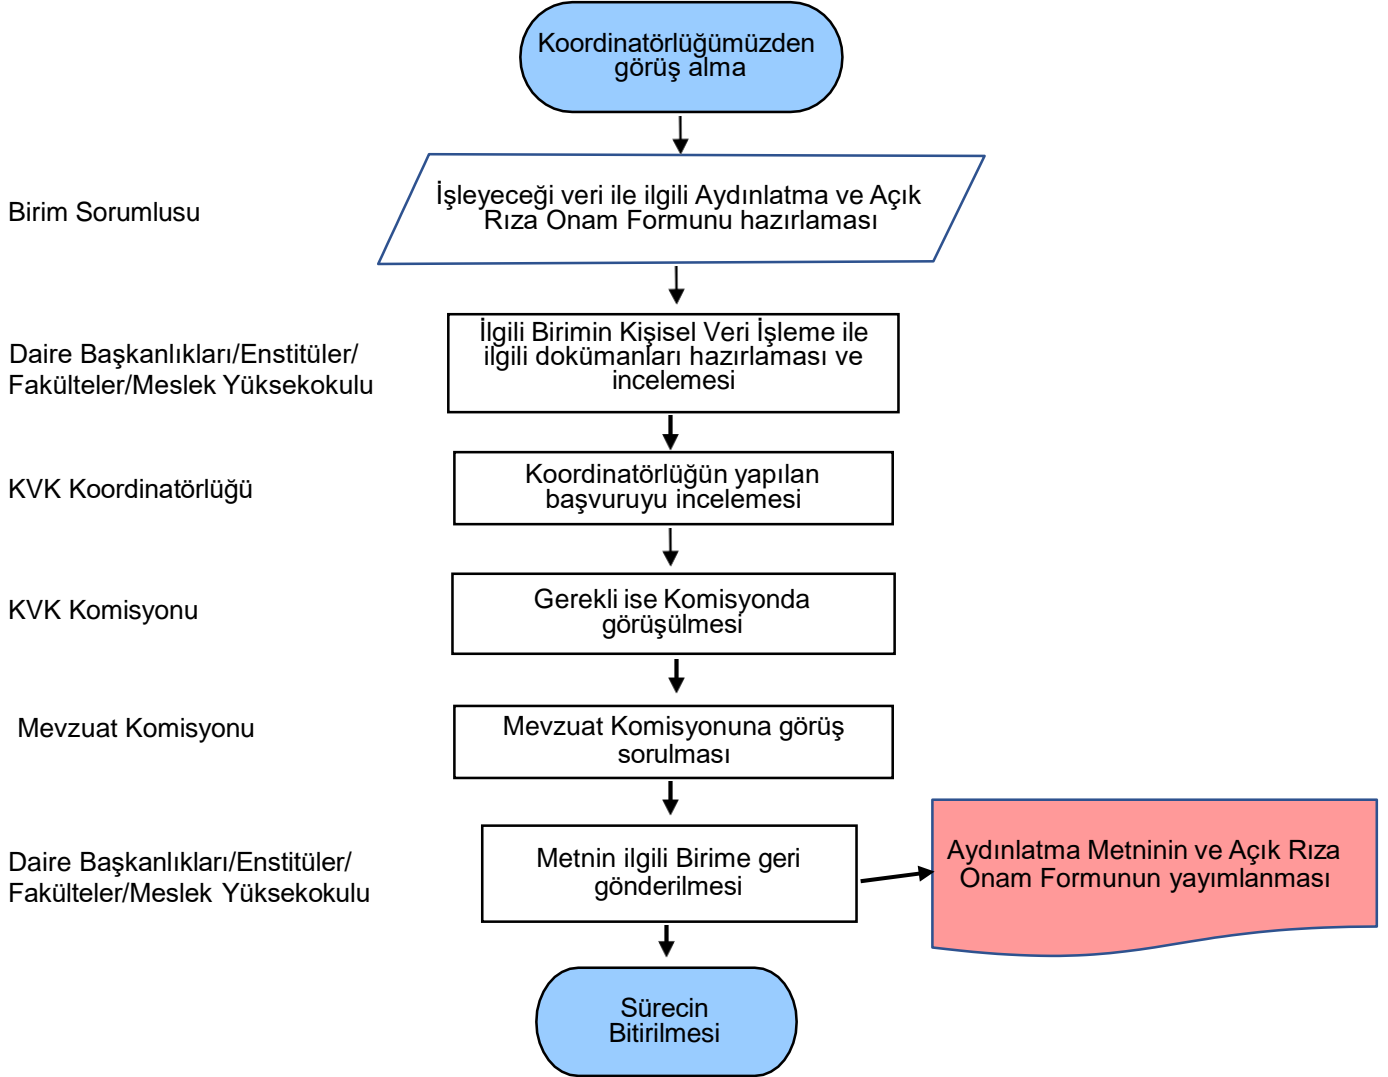 Koordinatörlüğümüzden
görüş alma
Birim Sorumlusu
İşleyeceği veri ile ilgili Aydınlatma ve Açık
Rıza Onam Formunu hazırlaması
Daire Başkanlıkları/Enstitüler/
Fakülteler/Meslek Yüksekokulu
İlgili Birimin Kişisel Veri İşleme ile
ilgili dokümanları hazırlaması ve
incelemesi
KVK Koordinatörlüğü
Koordinatörlüğün yapılan
başvuruyu incelemesi
KVK Komisyonu
Gerekli ise Komisyonda
görüşülmesi
Mevzuat Komisyonu
Mevzuat Komisyonuna görüş
sorulması
Daire Başkanlıkları/Enstitüler/
Fakülteler/Meslek Yüksekokulu
Metnin ilgili Birime geri
gönderilmesi
Aydınlatma Metninin ve Açık Rıza
Onam Formunun yayımlanması
Sürecin
Bitirilmesi